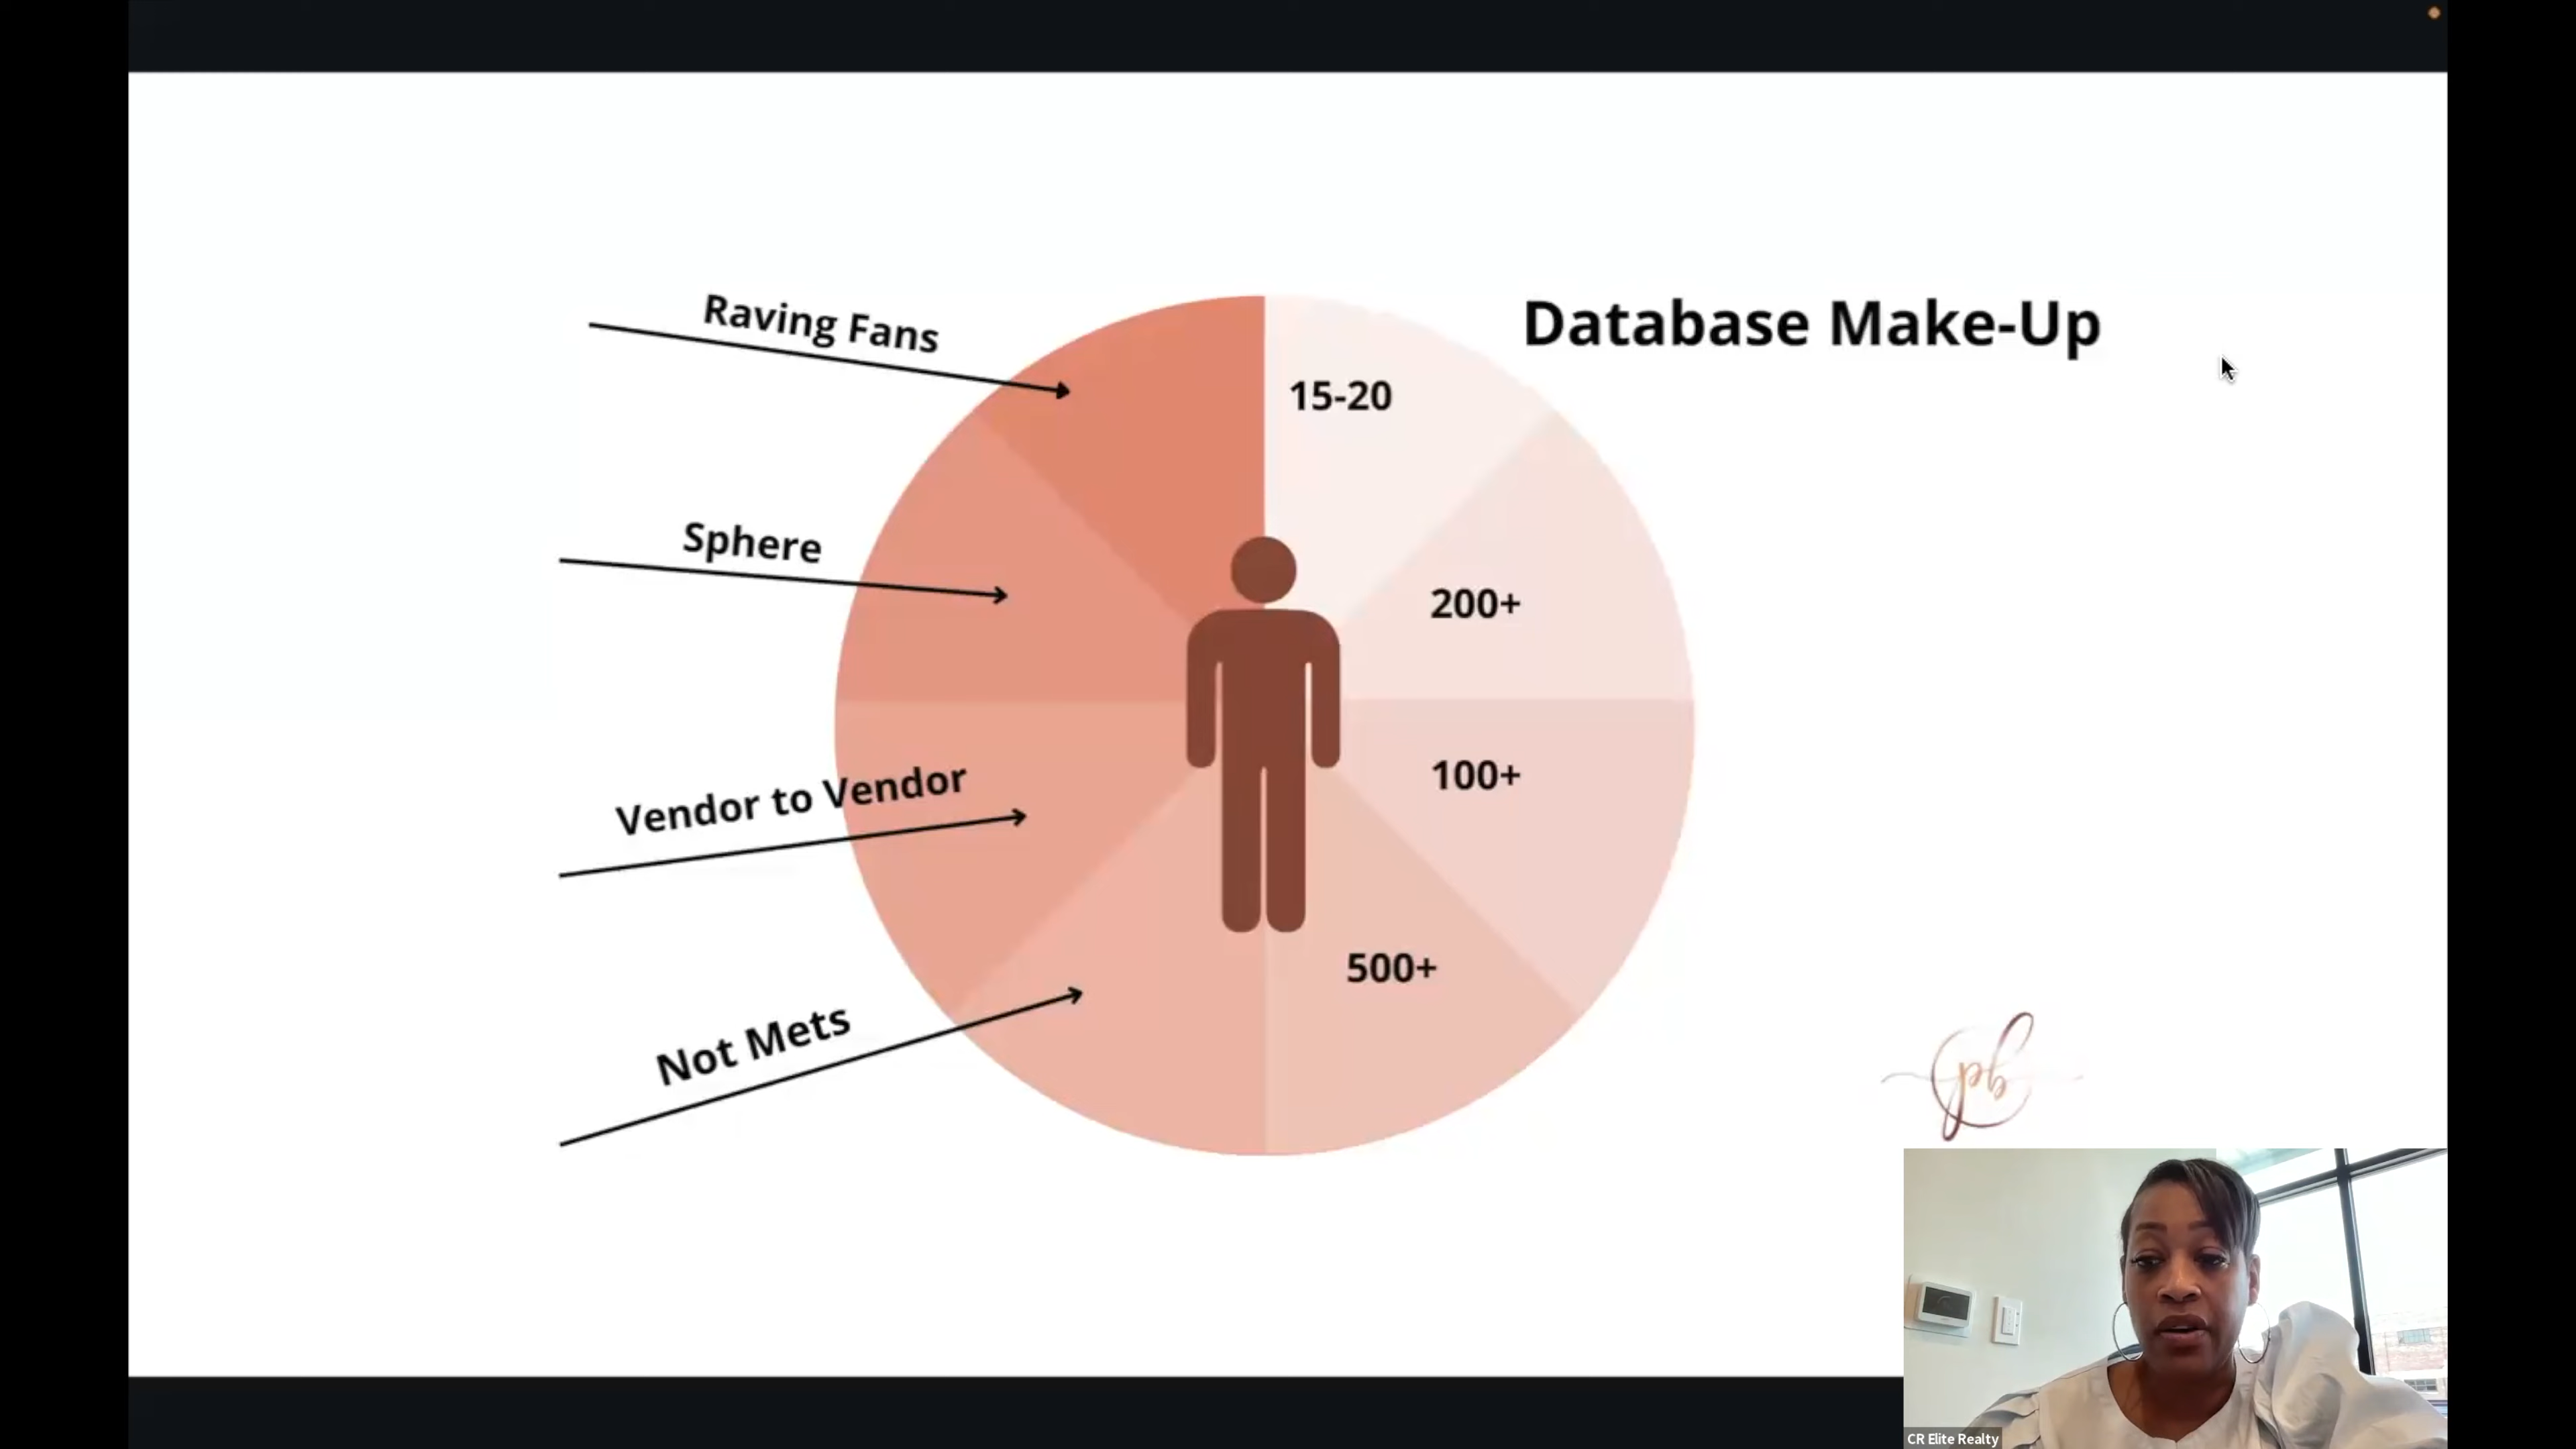 Database Make-Up
Raving Fans
15-20
Sphere
200+
Vendor to Vendor
100+
Not Mets
500+
CR Elite Realty